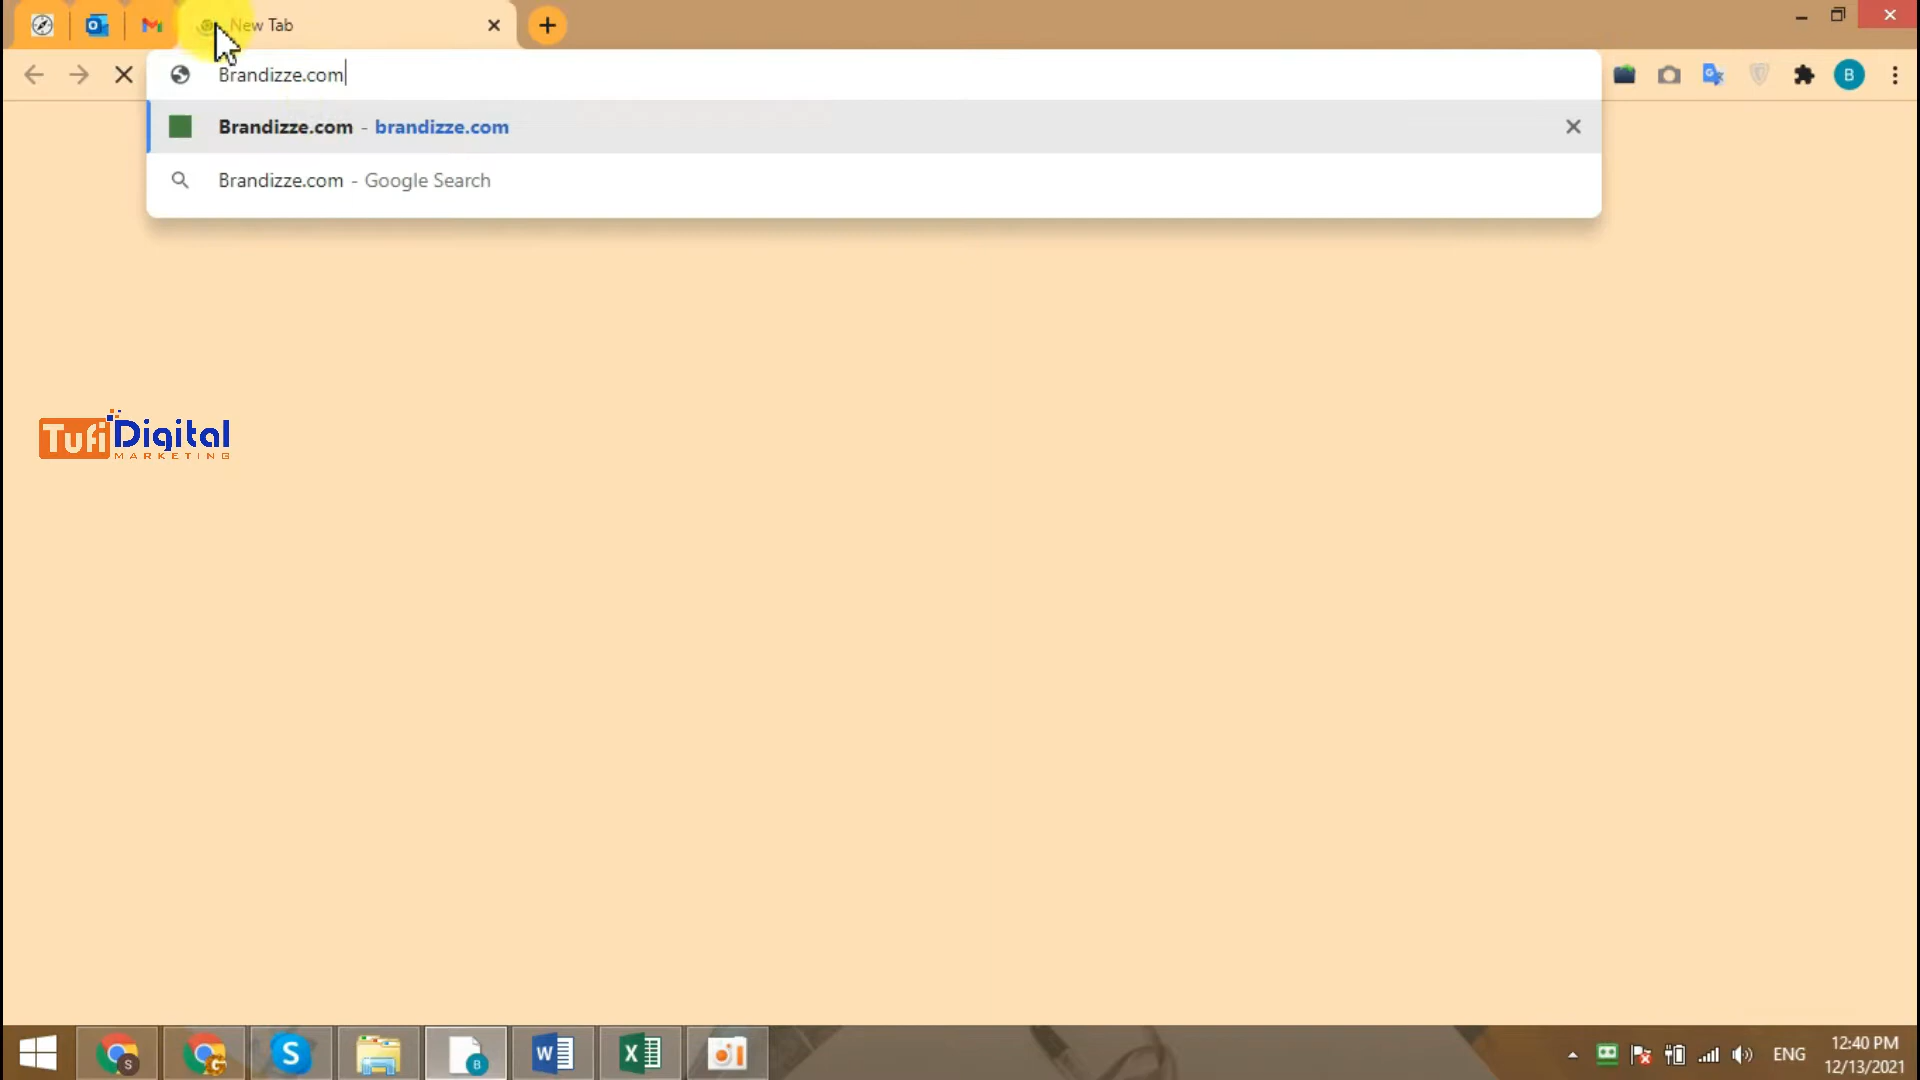 New Tab
Brandizze.com
B
Brandizze.com - brandizze.com
Brandizze.com - Google Search
Tufi Digital
MARKETING
S
G
S
B
W
X
ENG
12:40 PM
12/13/2021